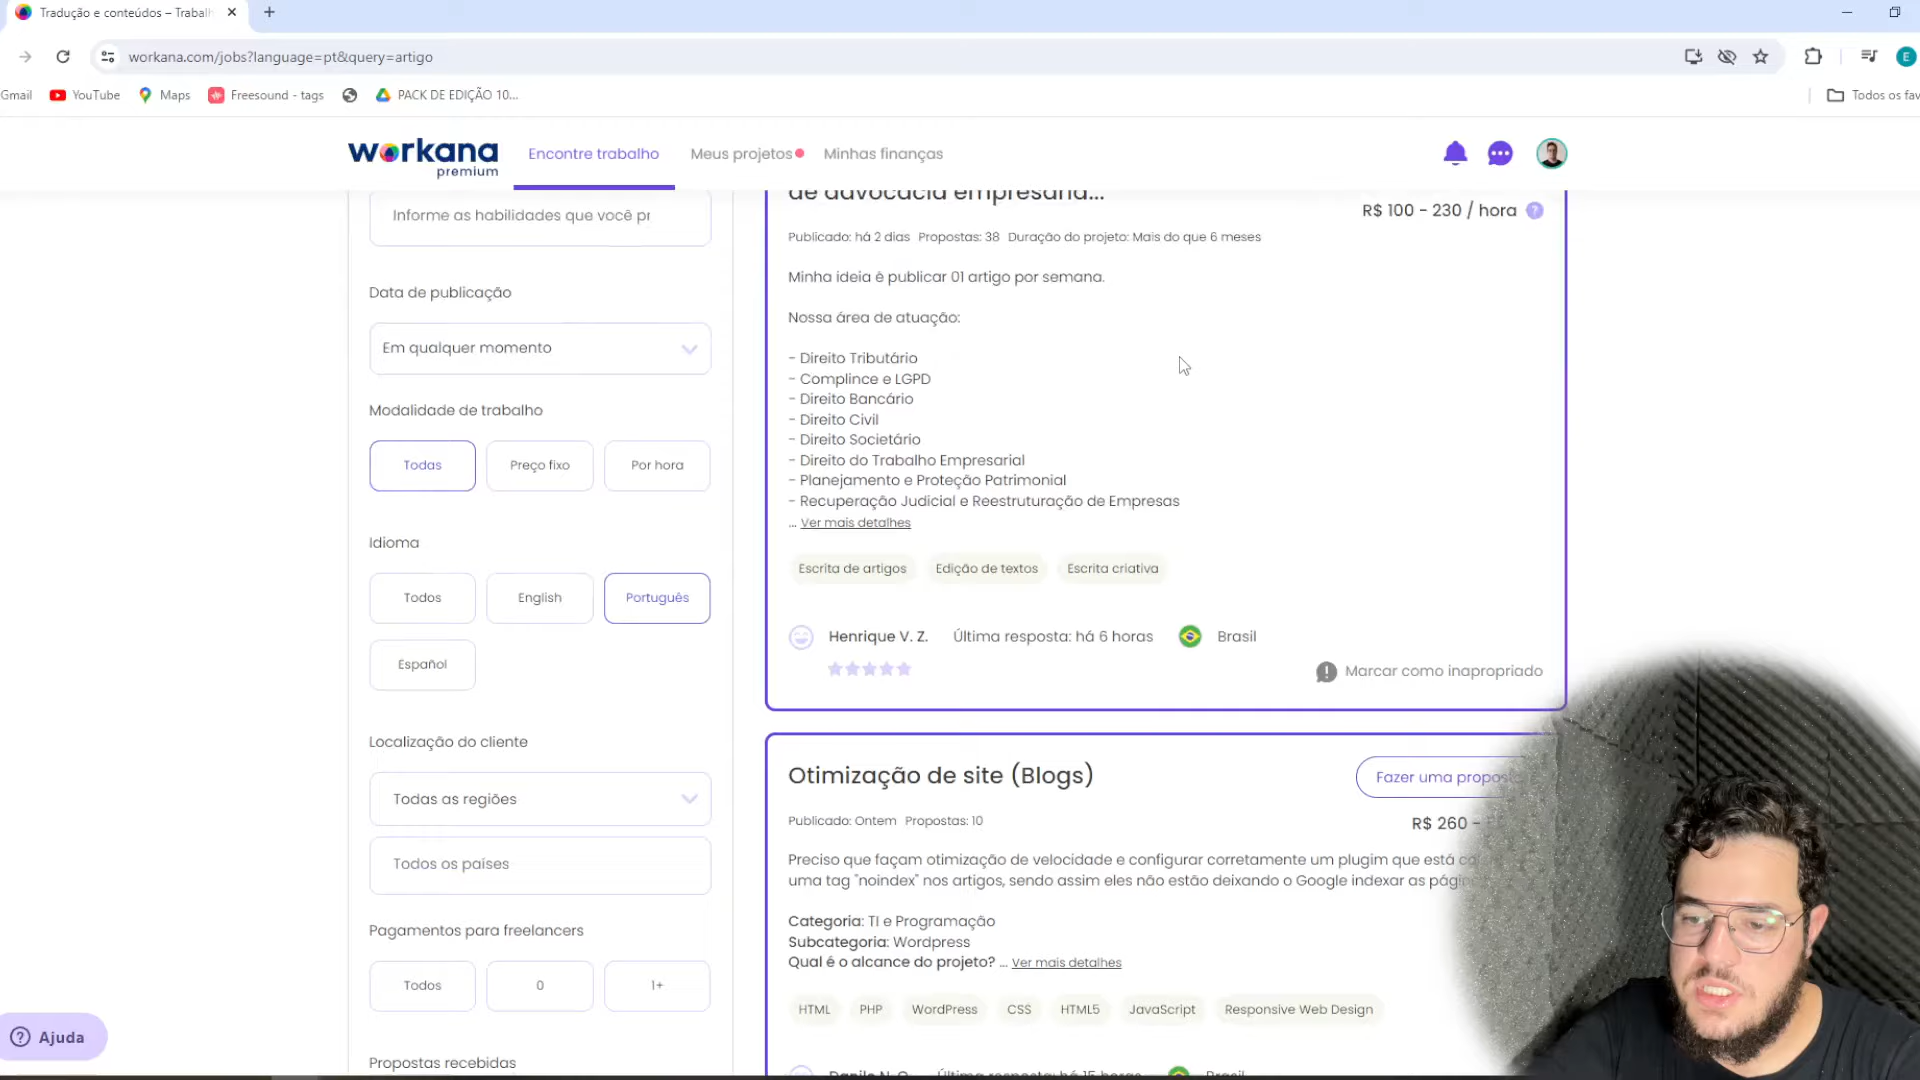 Tradução e conteúdos – Trabalh
workana.com/jobs?language=pt&query=artigo
E
Gmail YouTube Maps Freesound - tags PACK DE EDIÇÃO 10... Todos os fav
workana
premium
Encontre trabalho Meus projetos Minhas finanças
Informe as habilidades que você pr
Data de publicação
Em qualquer momento
Modalidade de trabalho
Todas Preço fixo Por hora
Idioma
Todos English Português
Español
Localização do cliente
Todas as regiões
Todos os países
Pagamentos para freelancers
Todos 0 1+
Propostas recebidas
Ajuda
de advocacia empresaria...
R$ 100 - 230 / hora ?
Publicado: há 2 dias Propostas: 38 Duração do projeto: Mais do que 6 meses
Minha ideia é publicar 01 artigo por semana.
Nossa área de atuação:
- Direito Tributário
- Complince e LGPD
- Direito Bancário
- Direito Civil
- Direito Societário
- Direito do Trabalho Empresarial
- Planejamento e Proteção Patrimonial
- Recuperação Judicial e Reestruturação de Empresas
... Ver mais detalhes
Escrita de artigos Edição de textos Escrita criativa
Henrique V. Z. Última resposta: há 6 horas Brasil
Marcar como inapropriado
Otimização de site (Blogs)
Fazer uma propost
R$ 260 -
Publicado: Ontem Propostas: 10
Preciso que façam otimização de velocidade e configurar corretamente um plugim que está
uma tag "noindex" nos artigos, sendo assim eles não estão deixando o Google indexar as pági
Categoria: TI e Programação
Subcategoria: Wordpress
Qual é o alcance do projeto? ... Ver mais detalhes
HTML PHP WordPress CSS HTML5 JavaScript Responsive Web Design
Danilo N. O. Última resposta: há 15 horas Brasil